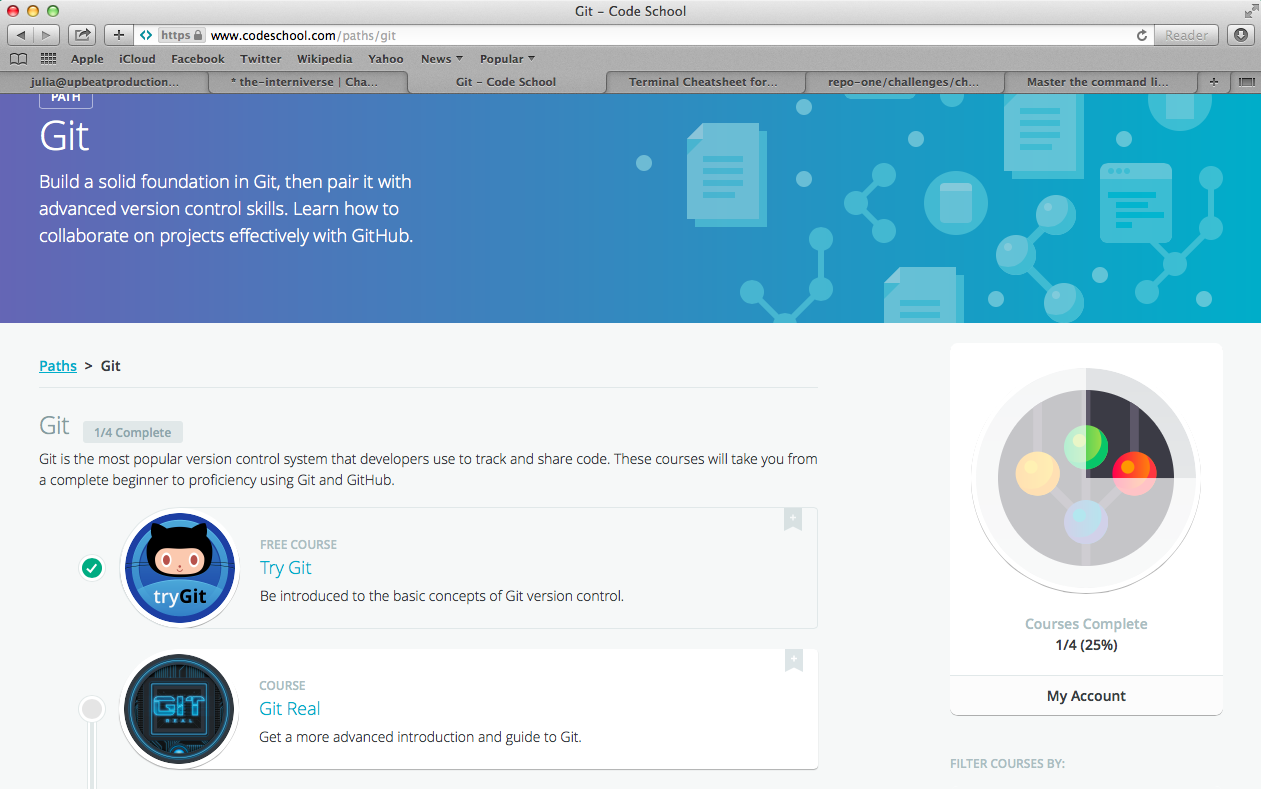 Git – Code School
https www.codeschool.com/paths/git Reader
Apple iCloud Facebook Twitter Wikipedia Yahoo News Popular
julia@upbeatproduction... * the-interniverse | Cha... Git – Code School Terminal Cheatsheet for... repo-one/challenges/ch... Master the command li...
PATH
Git
Build a solid foundation in Git, then pair it with
advanced version control skills. Learn how to
collaborate on projects effectively with GitHub.
Paths > Git
Git 1/4 Complete
Git is the most popular version control system that developers use to track and share code. These courses will take you from
a complete beginner to proficiency using Git and GitHub.
tryGit
FREE COURSE
Try Git
Be introduced to the basic concepts of Git version control.
GIT
REAL
COURSE
Git Real
Get a more advanced introduction and guide to Git.
Courses Complete
1/4 (25%)
My Account
FILTER COURSES BY: